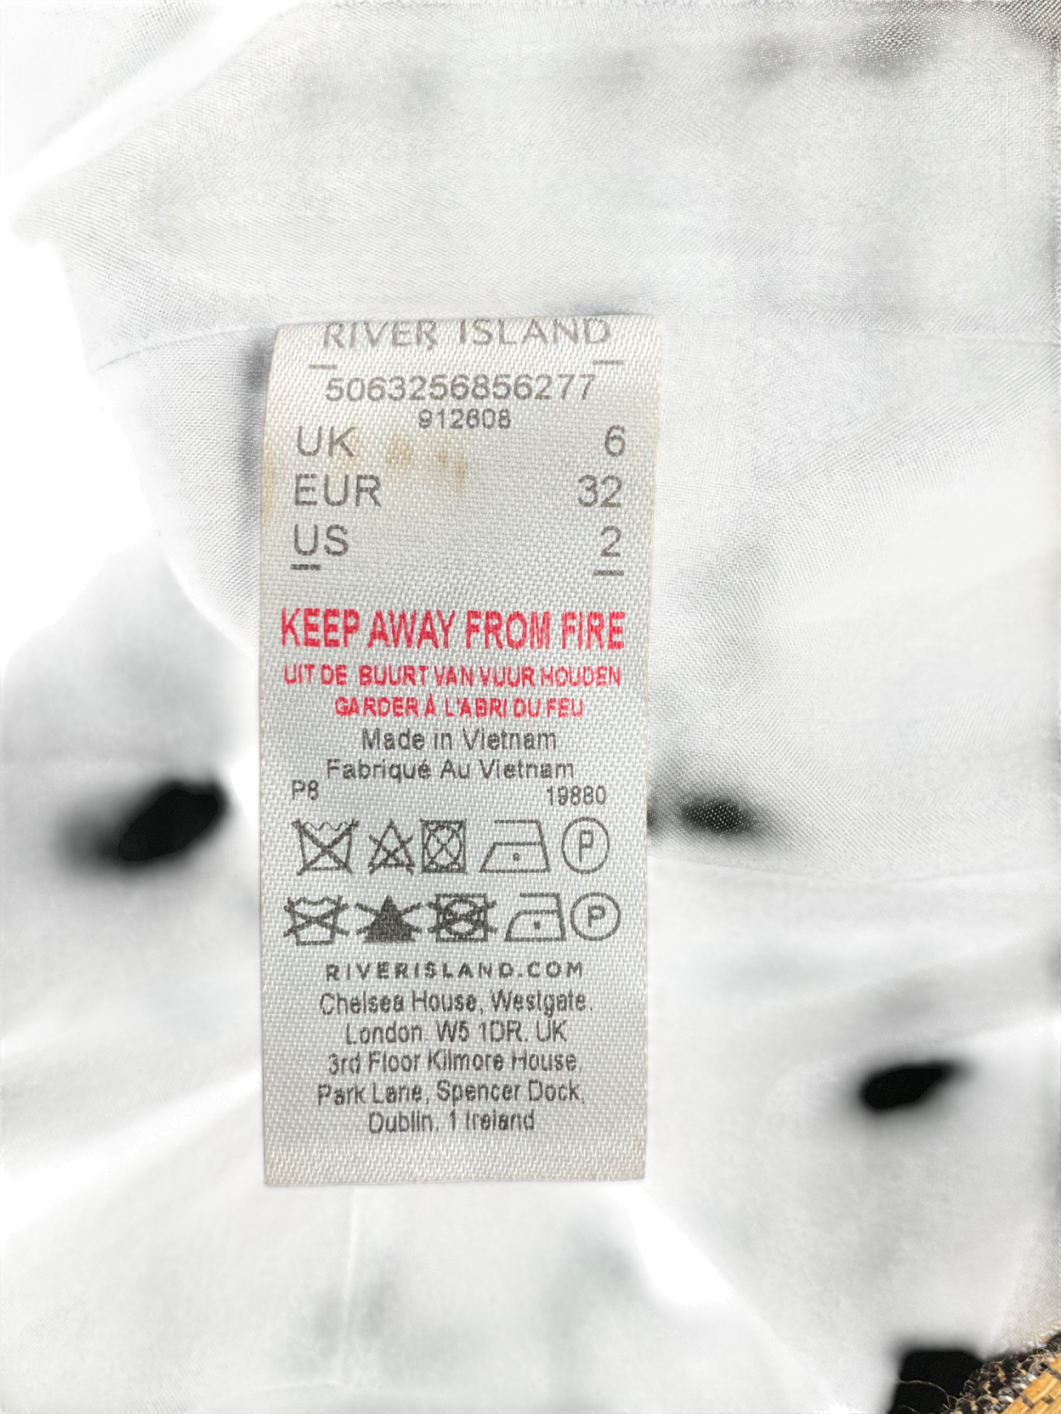 RIVER ISLAND
5063256856277
912608
UK 6
EUR 32
US 2
KEEP AWAY FROM FIRE
UIT DE BUURT VAN VUUR HOUDEN
GARDER À L'ABRI DU FEU
Made in Vietnam
Fabriqué Au Vietnam
P8 19880
P
P
RIVERISLAND.COM
Chelsea House, Westgate,
London. W5 1DR. UK
3rd Floor Kilmore House,
Park Lane, Spencer Dock,
Dublin. 1 Ireland